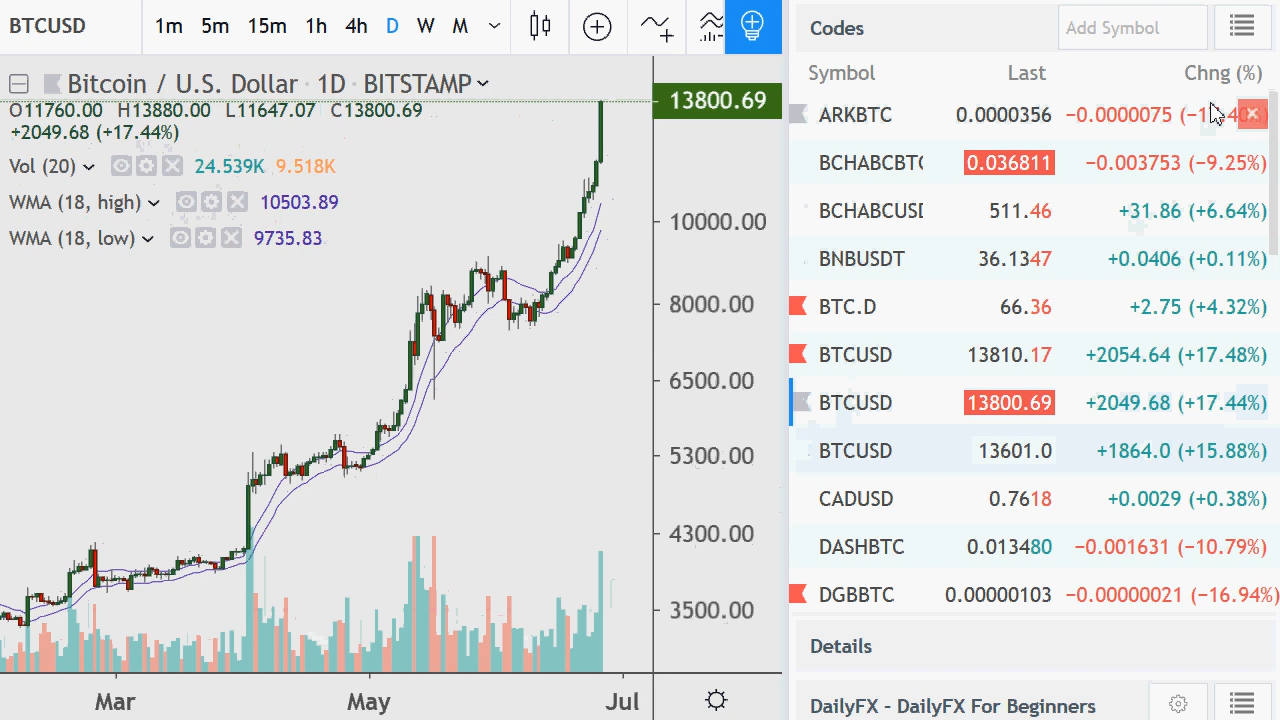 BTCUSD 1m 5m 15m 1h 4h D W M
Bitcoin / U.S. Dollar · 1D · BITSTAMP
O11760.00 H13880.00 L11647.07 C13800.69
+2049.68 (+17.44%)
Vol (20) 24.539K 9.518K
WMA (18, high) 10503.89
WMA (18, low) 9735.83
13800.69
10000.00
8000.00
6500.00
5300.00
4300.00
3500.00
Mar May Jul
Codes Add Symbol
Symbol Last Chng (%)
ARKBTC 0.0000356 −0.0000075
BCHABCBTC 0.036811 −0.003753 (−9.25%)
BCHABCUSD 511.46 +31.86 (+6.64%)
BNBUSDT 36.1347 +0.0406 (+0.11%)
BTC.D 66.36 +2.75 (+4.32%)
BTCUSD 13810.17 +2054.64 (+17.48%)
BTCUSD 13800.69 +2049.68 (+17.44%)
BTCUSD 13601.0 +1864.0 (+15.88%)
CADUSD 0.7618 +0.0029 (+0.38%)
DASHBTC 0.013480 −0.001631 (−10.79%)
DGBBTC 0.00000103 −0.00000021 (−16.94%)
Details
DailyFX - DailyFX For Beginners